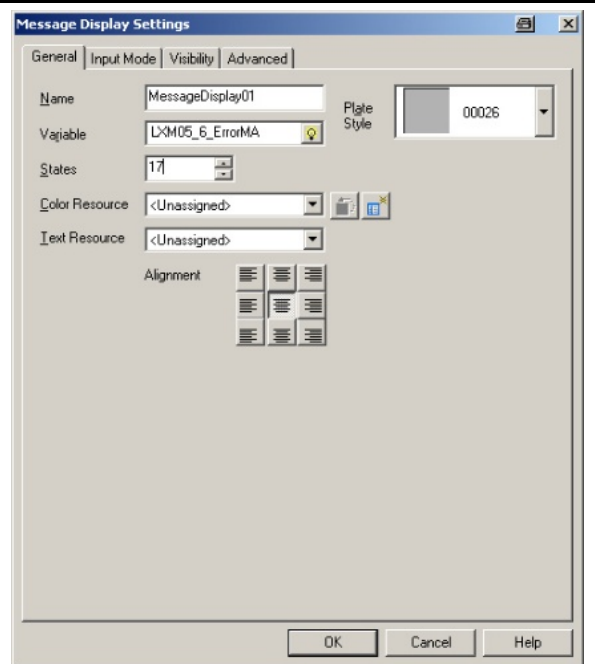 Message Display Settings
General Input Mode Visibility Advanced
Name MessageDisplay01 Plate Style 00026
Variable LXM05_6_ErrorMA
States 17
Color Resource <Unassigned>
Text Resource <Unassigned>
Alignment
OK Cancel Help